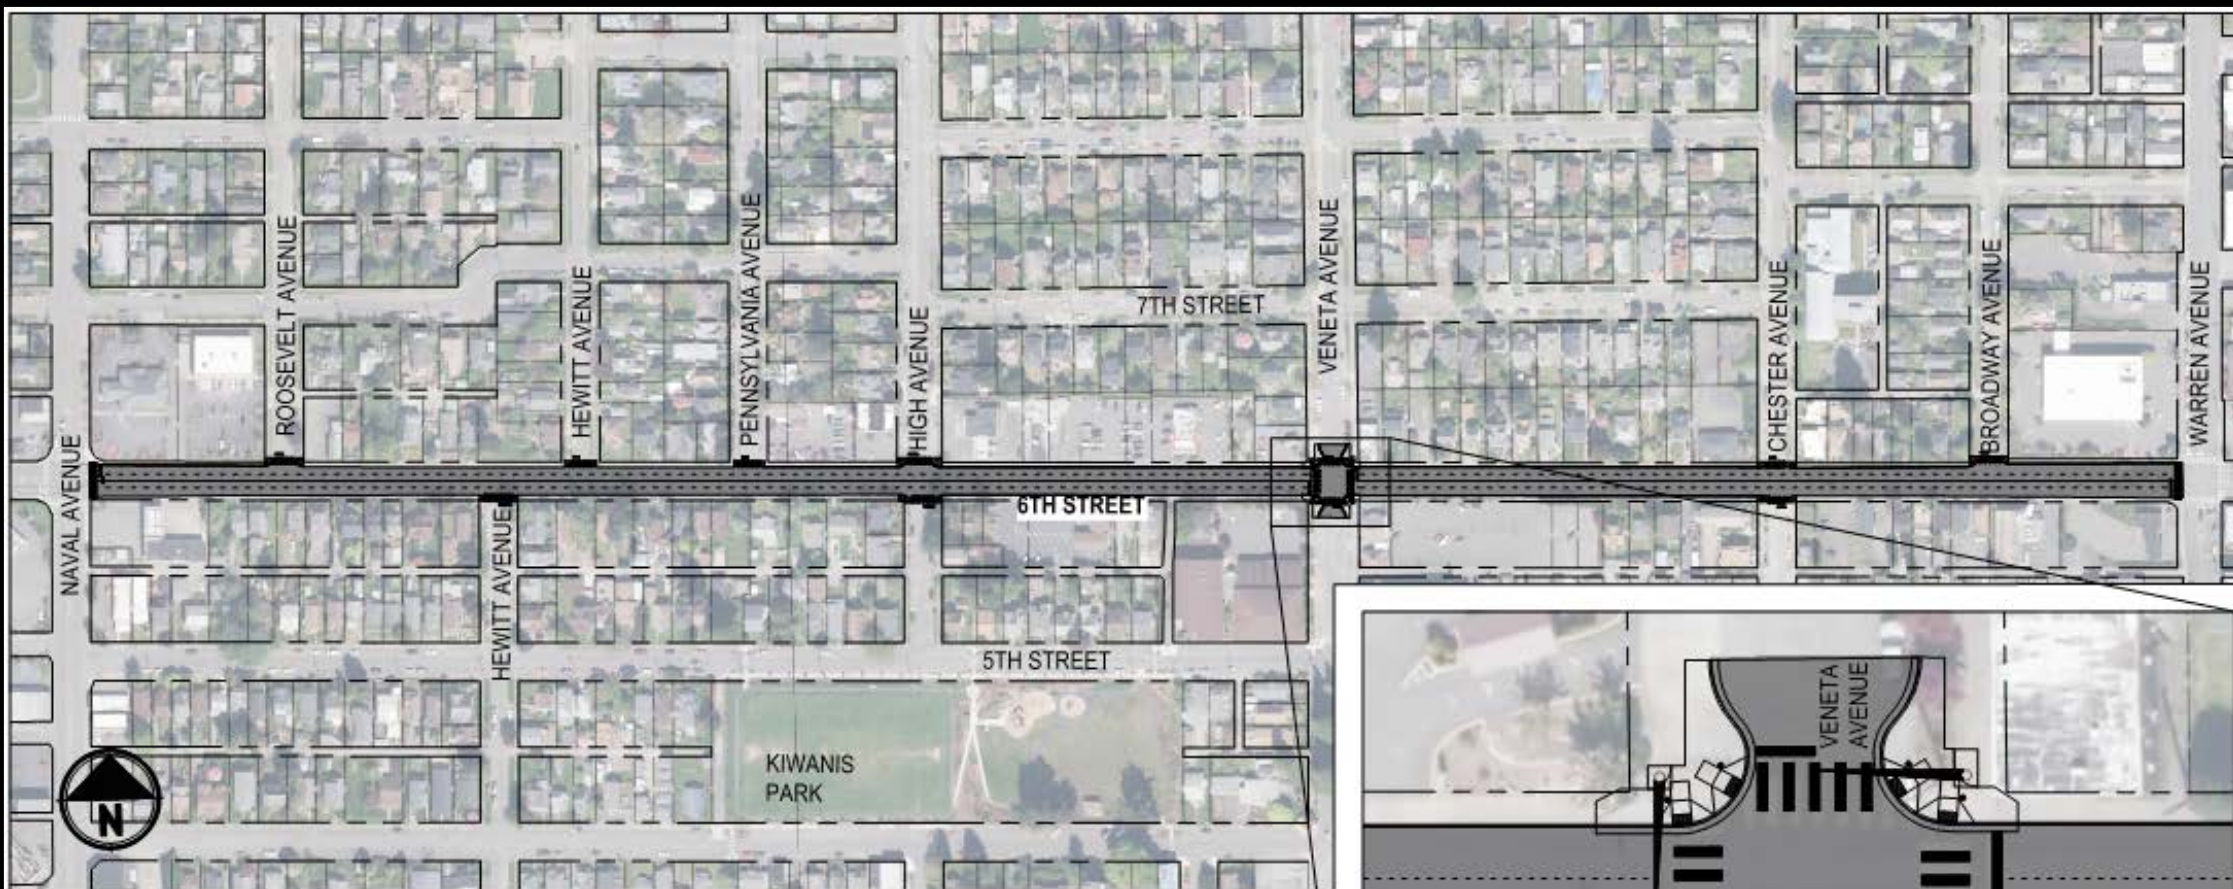 ROOSEVELT AVENUE
HEWITT AVENUE
PENNSYLVANIA AVENUE
HIGH AVENUE
7TH STREET
VENETA AVENUE
CHESTER AVENUE
BROADWAY AVENUE
WARREN AVENUE
NAVAL AVENUE
6TH STREET
HEWITT AVENUE
5TH STREET
KIWANIS
PARK
N
VENETA
AVENUE